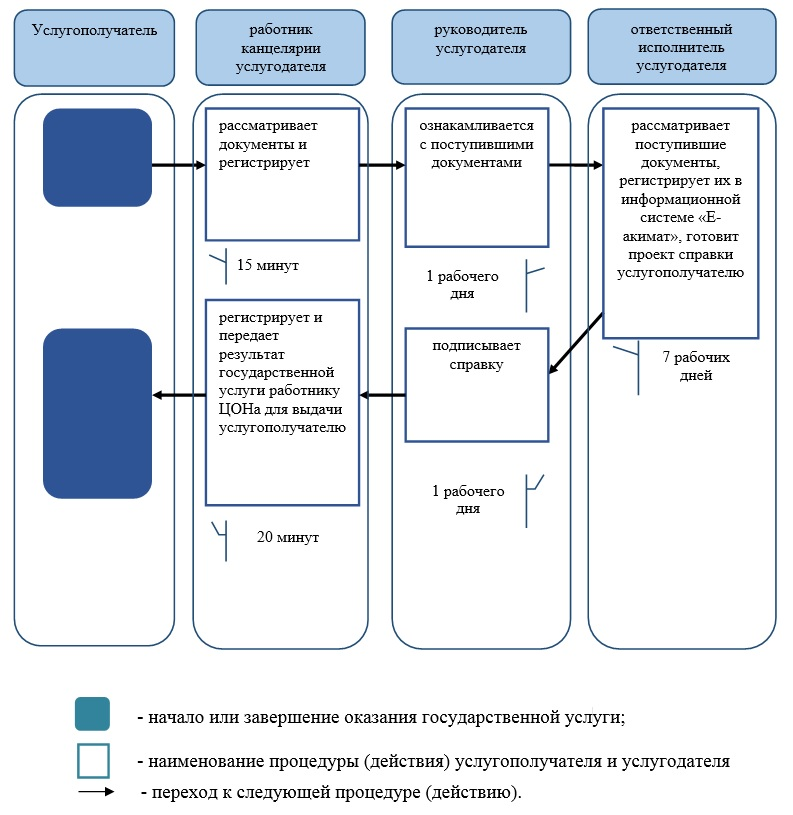 Услугополучатель
работник
канцелярии
услугодателя
руководитель
услугодателя
ответственный
исполнитель
услугодателя
рассматривает
документы и
регистрирует
15 минут
ознакамливается
с поступившими
документами
1 рабочего
дня
рассматривает
поступившие
документы,
регистрирует их в
информационной
системе «Е-
акимат», готовит
проект справки
услугополучателю
7 рабочих
дней
подписывает
справку
1 рабочего
дня
регистрирует и
передает
результат
государственной
услуги работнику
ЦОНа для выдачи
услугополучателю
20 минут
- начало или завершение оказания государственной услуги;
- наименование процедуры (действия) услугополучателя и услугодателя
- переход к следующей процедуре (действию).